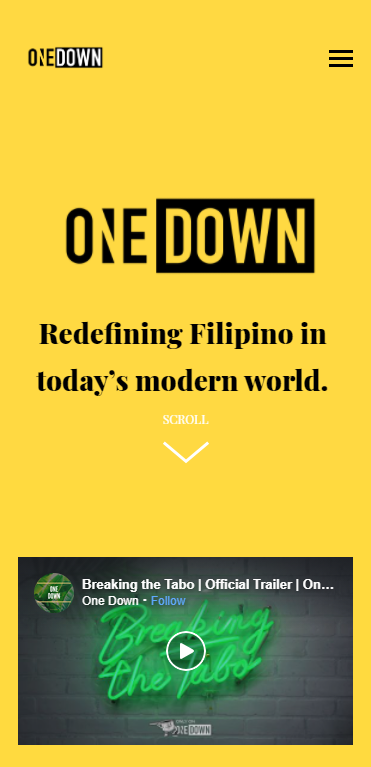 ONE DOWN
ONE DOWN
Redefining Filipino in
today's modern world.
SCROLL
ONE
DOWN
Breaking the Tabo | Official Trailer | On...
One Down · Follow
Breaking
the Tabo
ONE DOWN